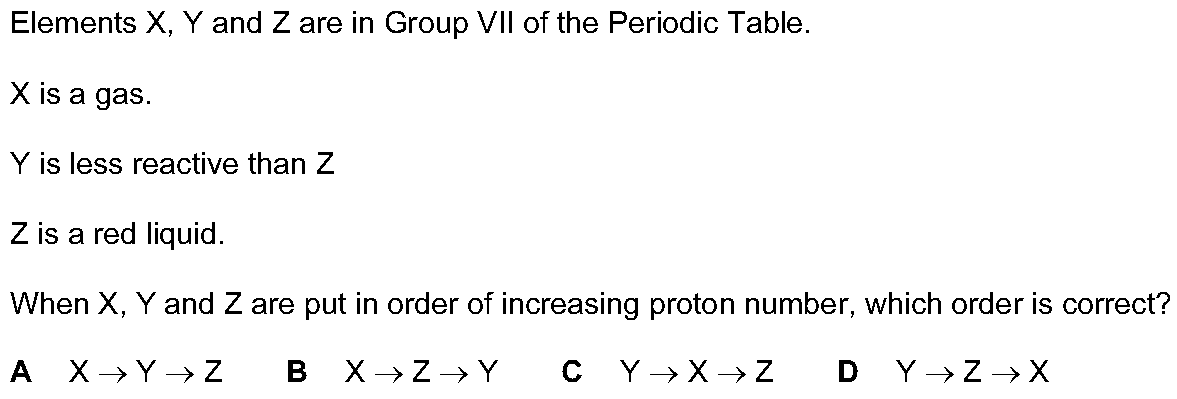 Elements X, Y and Z are in Group VII of the Periodic Table.
X is a gas.
Y is less reactive than Z
Z is a red liquid.
When X, Y and Z are put in order of increasing proton number, which order is correct?
A X → Y → Z B X → Z → Y C Y → X → Z D Y → Z → X